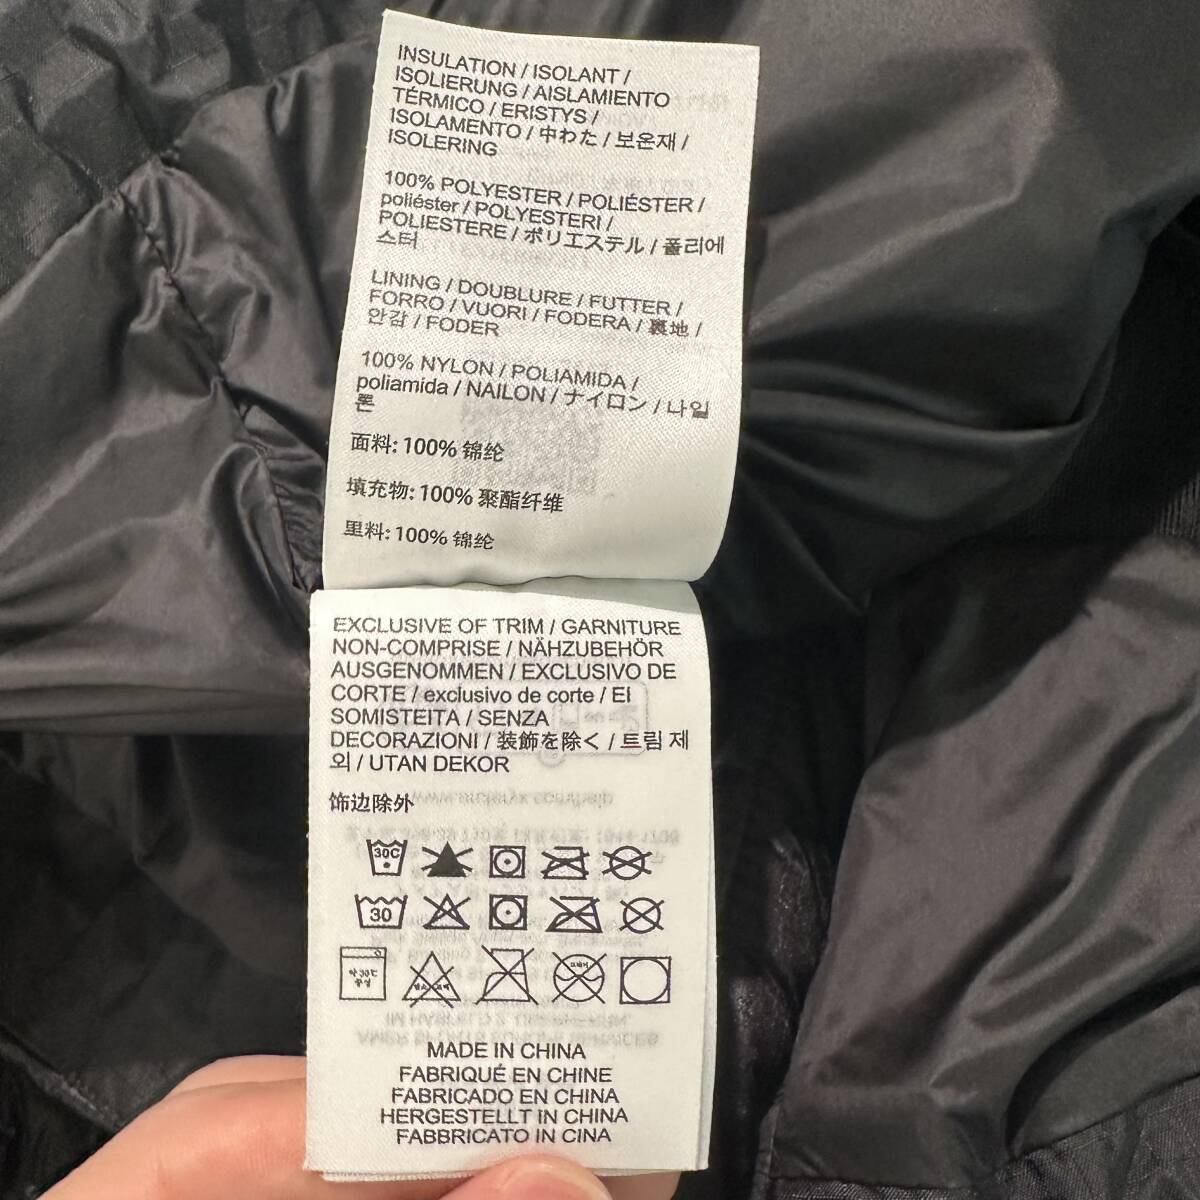 INSULATION / ISOLANT /
ISOLIERUNG / AISLAMIENTO
TÉRMICO / ERISTYS /
ISOLAMENTO / 中わた / 보온재 /
ISOLERING
100% POLYESTER / POLIÉSTER /
poliéster / POLYESTERI /
POLIESTERE / ポリエステル / 폴리에
스터
LINING / DOUBLURE / FUTTER /
FORRO / VUORI / FODERA / 裏地 /
안감 / FODER
100% NYLON / POLIAMIDA /
poliamida / NAILON / ナイロン / 나일
론
面料: 100% 锦纶
填充物: 100% 聚酯纤维
里料: 100% 锦纶
EXCLUSIVE OF TRIM / GARNITURE
NON-COMPRISE / NÄHZUBEHÖR
AUSGENOMMEN / EXCLUSIVO DE
CORTE / exclusivo de corte / EI
SOMISTEITA / SENZA
DECORAZIONI / 装飾を除く / 트림 제
외 / UTAN DEKOR
饰边除外
30C
30
약 30℃
중성
MADE IN CHINA
FABRIQUÉ EN CHINE
FABRICADO EN CHINA
HERGESTELLT IN CHINA
FABBRICATO IN CINA